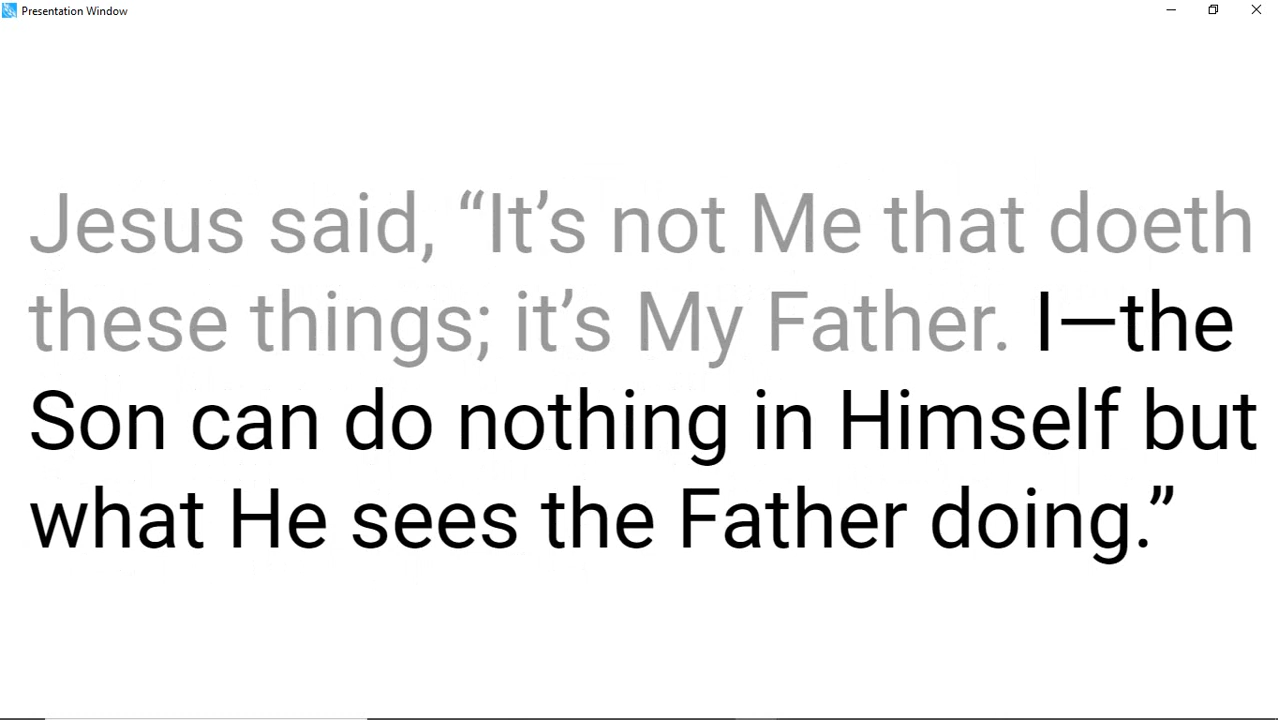 Presentation Window
Jesus said, “It’s not Me that doeth
these things; it’s My Father. I—the
Son can do nothing in Himself but
what He sees the Father doing.”